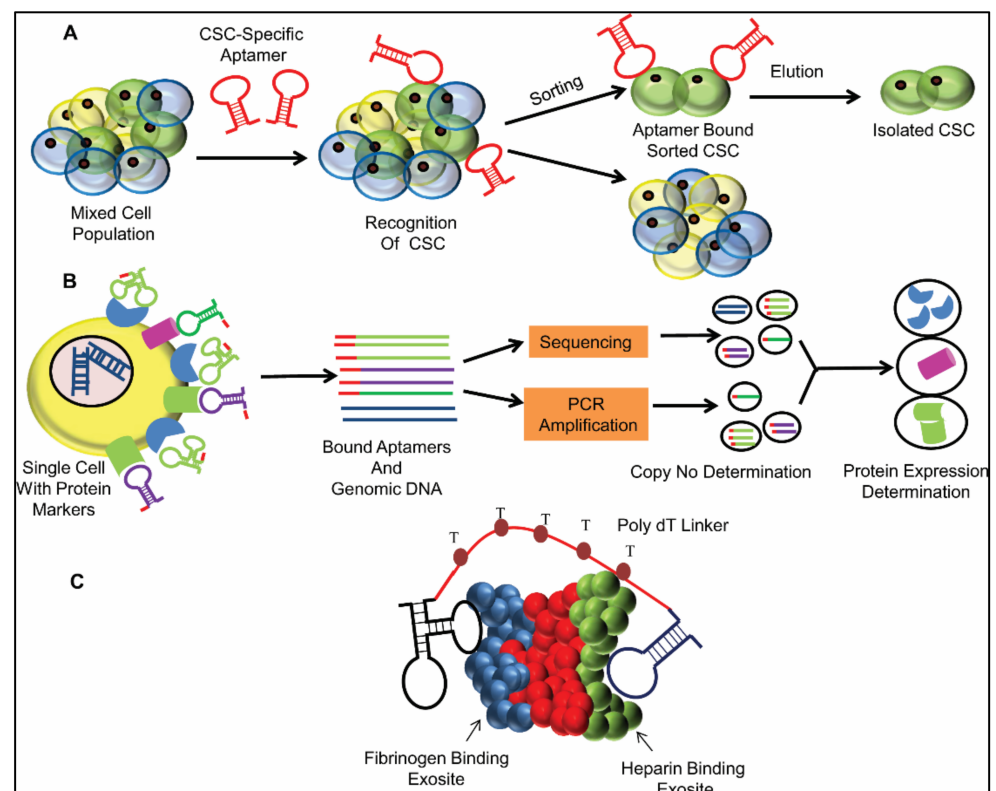 A
CSC-Specific
Aptamer
Mixed Cell
Population
Recognition
Of CSC
Sorting
Aptamer Bound
Sorted CSC
Elution
Isolated CSC
B
Single Cell
With Protein
Markers
Bound Aptamers
And
Genomic DNA
Sequencing
PCR
Amplification
Copy No Determination
Protein Expression
Determination
C
T
T
T
T
T
Poly dT Linker
Fibrinogen Binding
Exosite
Heparin Binding
Exosite